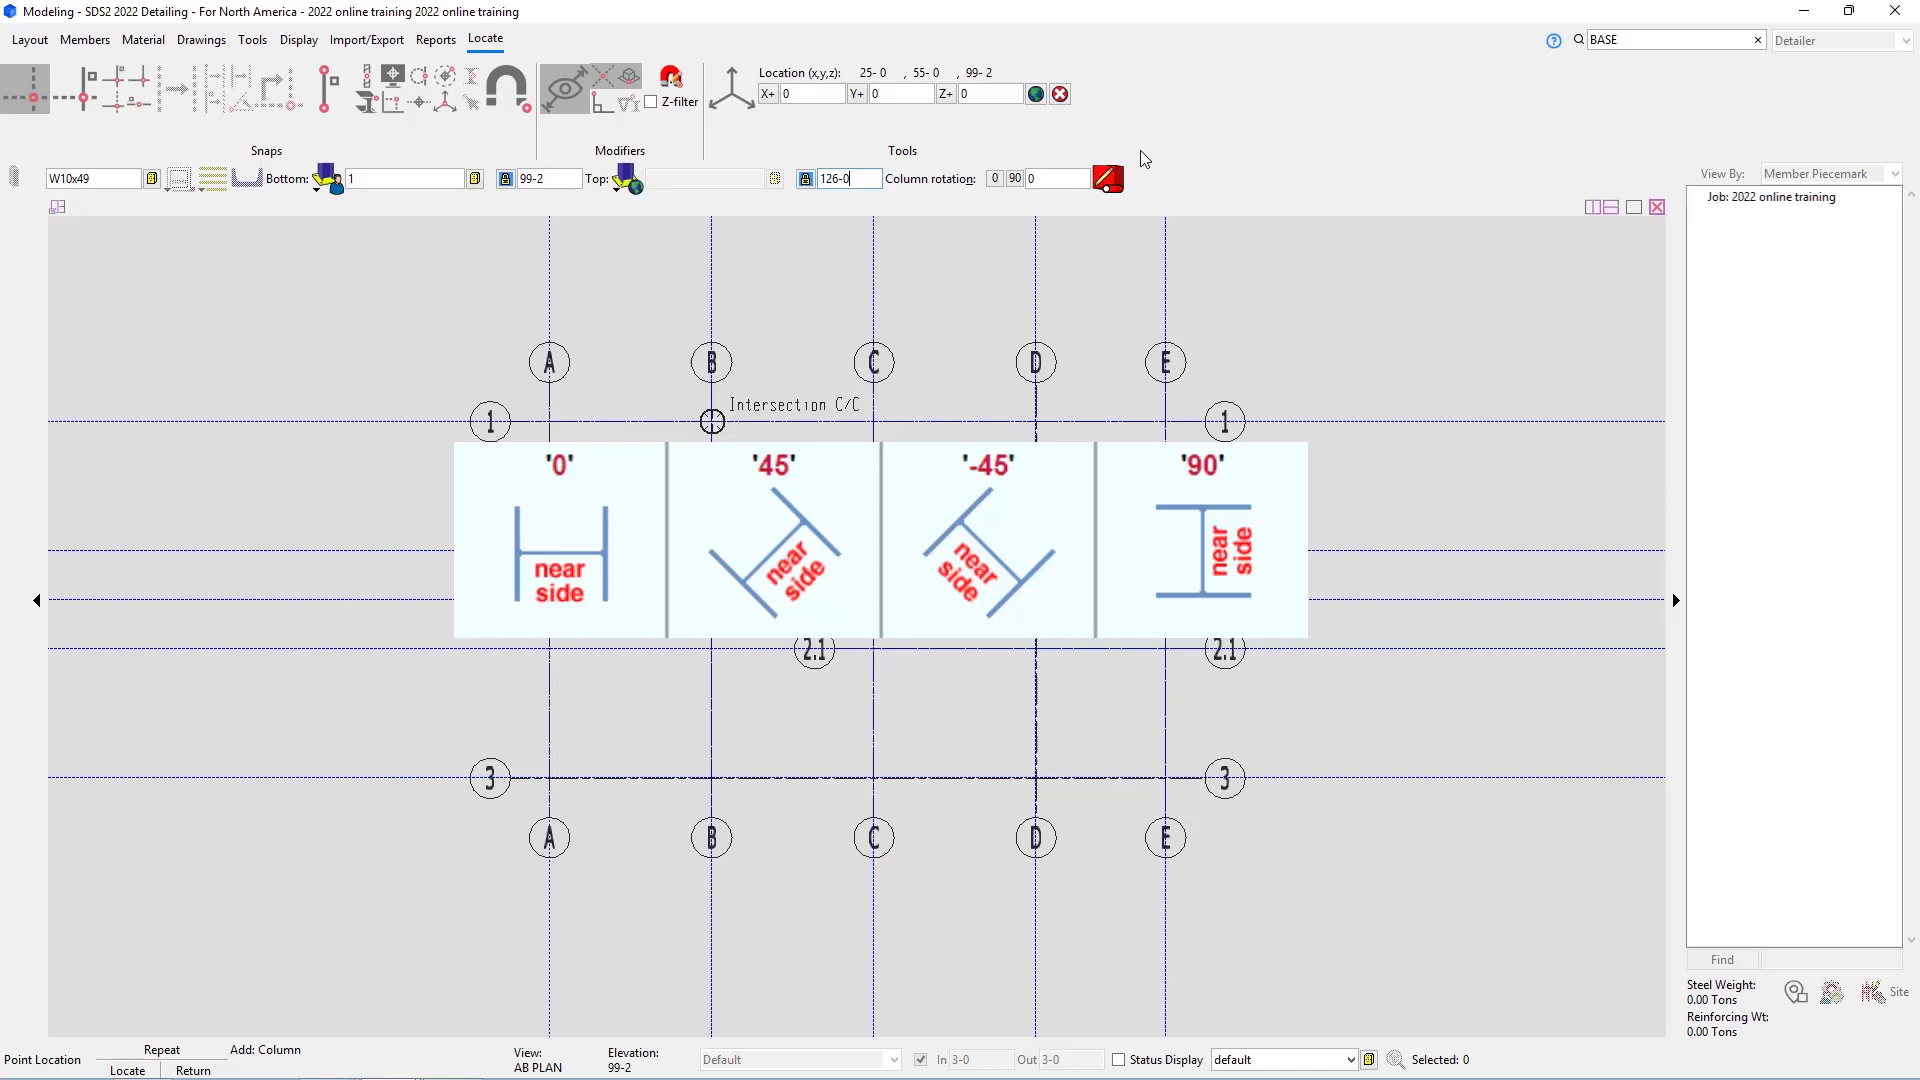 Modeling - SDS2 2022 Detailing - For North America - 2022 online training 2022 online training
Layout Members Material Drawings Tools Display Import/Export Reports Locate
BASE
Detailer
Location (x,y,z): 25- 0 , 55- 0 , 99- 2
X+ 0 Y+ 0 Z+ 0
Z-filter
Snaps
Modifiers
Tools
W10x49
Bottom: 1
99-2
Top:
126-0
Column rotation: 0 90 0
View By: Member Piecemark
Job: 2022 online training
A B C D E
Intersection C/C
1 1
'0' '45' '-45' '90'
near side
near side
near side
near side
2.1 2.1
3 3
A B C D E
Find
Steel Weight:
0.00 Tons
Site
Reinforcing Wt:
0.00 Tons
Point Location
Repeat
Locate
Add: Column
Return
View:
AB PLAN
Elevation:
99-2
Default
In 3-0 Out 3-0
Status Display
default
Selected: 0